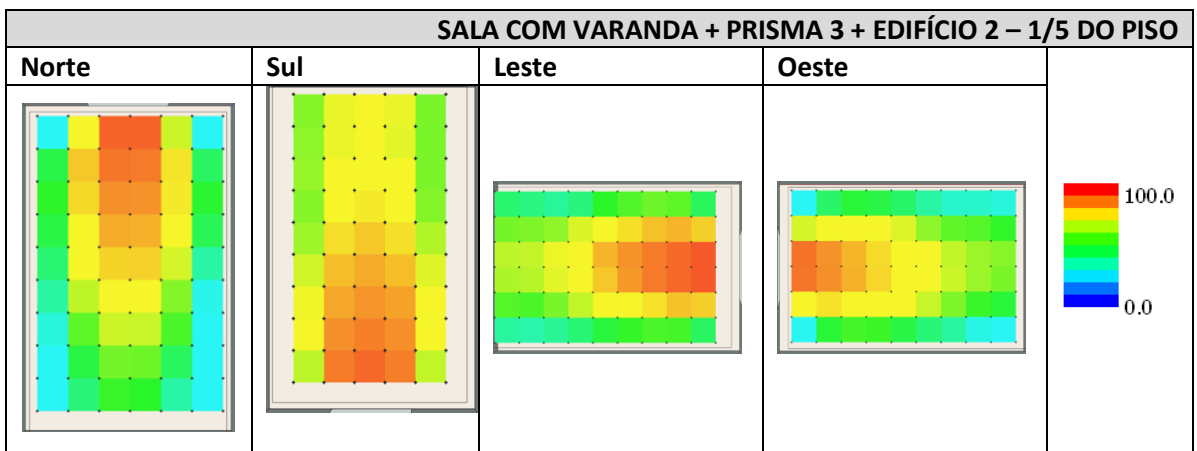 SALA COM VARANDA + PRISMA 3 + EDIFÍCIO 2 – 1/5 DO PISO
Norte Sul Leste Oeste
100.0
0.0